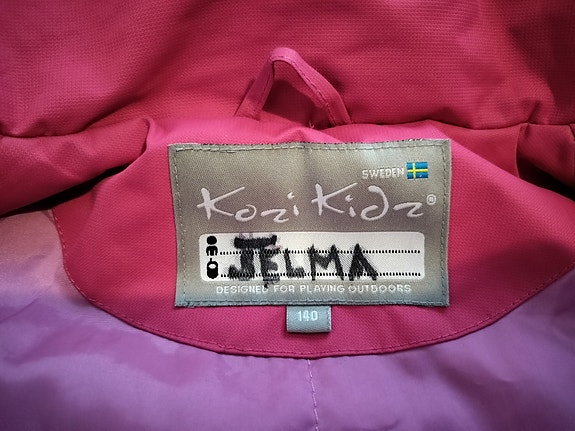 SWEDEN
Kozi Kidz®
JELMA
DESIGNED FOR PLAYING OUTDOORS
140